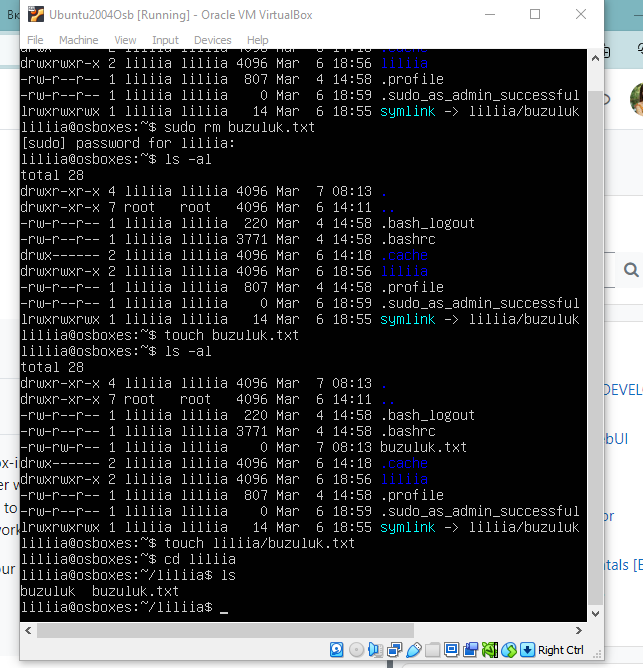 Вк
Ubuntu2004Osb [Running] - Oracle VM VirtualBox
File Machine View Input Devices Help
drwxrwxr-x 2 liliia liliia 4096 Mar  6 18:56 liliia
-rw-r--r-- 1 liliia liliia  807 Mar  4 14:58 .profile
-rw-r--r-- 1 liliia liliia    0 Mar  6 18:59 .sudo_as_admin_successful
lrwxrwxrwx 1 liliia liliia   14 Mar  6 18:55 symlink -> liliia/buzuluk
liliia@osboxes:~$ sudo rm buzuluk.txt
[sudo] password for liliia:
liliia@osboxes:~$ ls -al
total 28
drwxr-xr-x 4 liliia liliia 4096 Mar  7 08:13 .
drwxr-xr-x 7 root   root   4096 Mar  6 14:11 ..
-rw-r--r-- 1 liliia liliia  220 Mar  4 14:58 .bash_logout
-rw-r--r-- 1 liliia liliia 3771 Mar  4 14:58 .bashrc
drwx------ 2 liliia liliia 4096 Mar  6 14:18 .cache
drwxrwxr-x 2 liliia liliia 4096 Mar  6 18:56 liliia
-rw-r--r-- 1 liliia liliia  807 Mar  4 14:58 .profile
-rw-r--r-- 1 liliia liliia    0 Mar  6 18:59 .sudo_as_admin_successful
lrwxrwxrwx 1 liliia liliia   14 Mar  6 18:55 symlink -> liliia/buzuluk
liliia@osboxes:~$ touch buzuluk.txt
liliia@osboxes:~$ ls -al
total 28
drwxr-xr-x 4 liliia liliia 4096 Mar  7 08:13 .
drwxr-xr-x 7 root   root   4096 Mar  6 14:11 ..
-rw-r--r-- 1 liliia liliia  220 Mar  4 14:58 .bash_logout
-rw-r--r-- 1 liliia liliia 3771 Mar  4 14:58 .bashrc
-rw-rw-r-- 1 liliia liliia    0 Mar  7 08:13 buzuluk.txt
drwx------ 2 liliia liliia 4096 Mar  6 14:18 .cache
drwxrwxr-x 2 liliia liliia 4096 Mar  6 18:56 liliia
-rw-r--r-- 1 liliia liliia  807 Mar  4 14:58 .profile
-rw-r--r-- 1 liliia liliia    0 Mar  6 18:59 .sudo_as_admin_successful
lrwxrwxrwx 1 liliia liliia   14 Mar  6 18:55 symlink -> liliia/buzuluk
liliia@osboxes:~$ touch liliia/buzuluk.txt
liliia@osboxes:~$ cd liliia
liliia@osboxes:~/liliia$ ls
buzuluk  buzuluk.txt
liliia@osboxes:~/liliia$ _
Right Ctrl